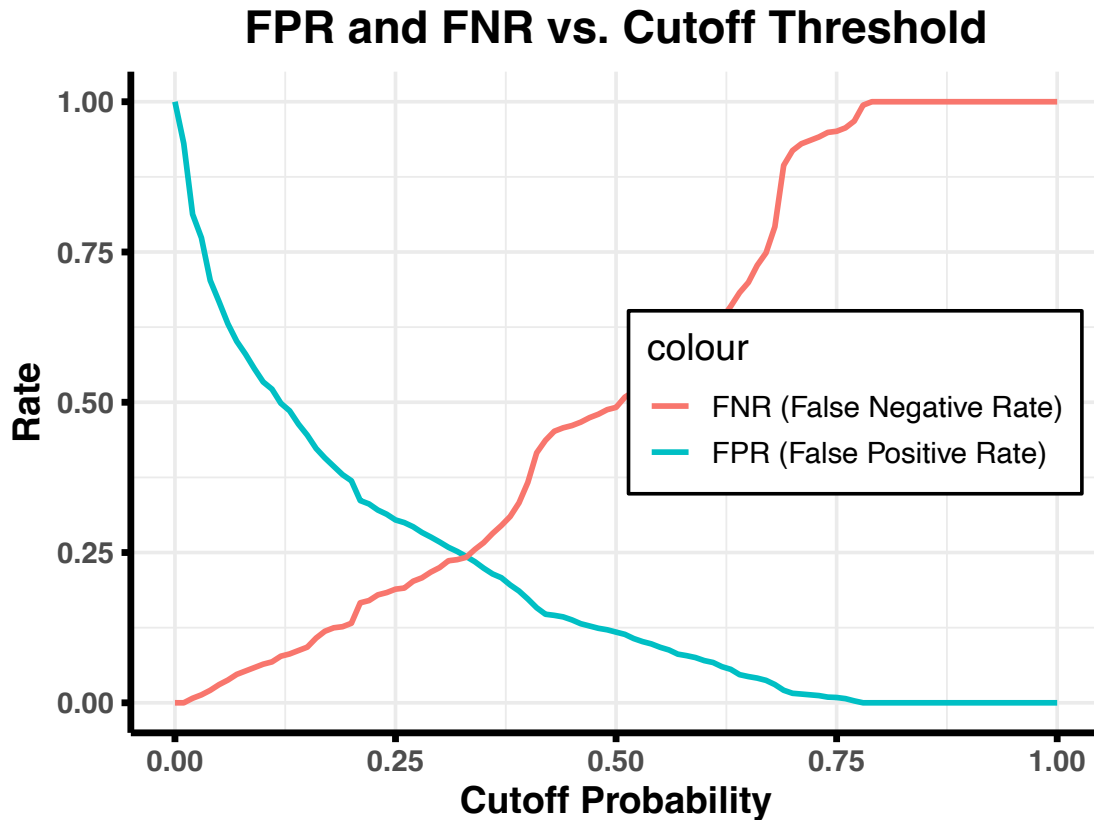 FPR and FNR vs. Cutoff Threshold
Rate
1.00
0.75
0.50
0.25
0.00
colour
FNR (False Negative Rate)
FPR (False Positive Rate)
0.00 0.25 0.50 0.75 1.00
Cutoff Probability